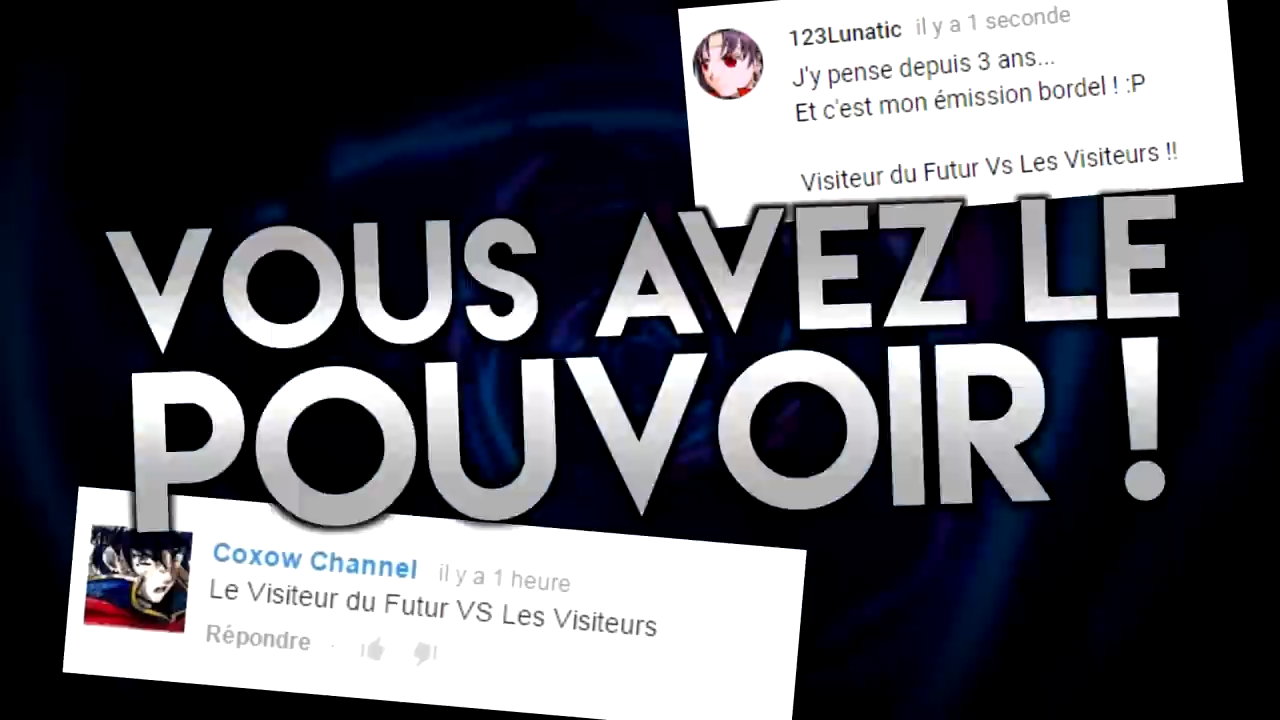 123Lunatic il y a 1 seconde
J'y pense depuis 3 ans...
Et c'est mon émission bordel ! :P
Visiteur du Futur Vs Les Visiteurs !!
VOUS AVEZ LE
POUVOIR !
Coxow Channel il y a 1 heure
Le Visiteur du Futur VS Les Visiteurs
Répondre ·